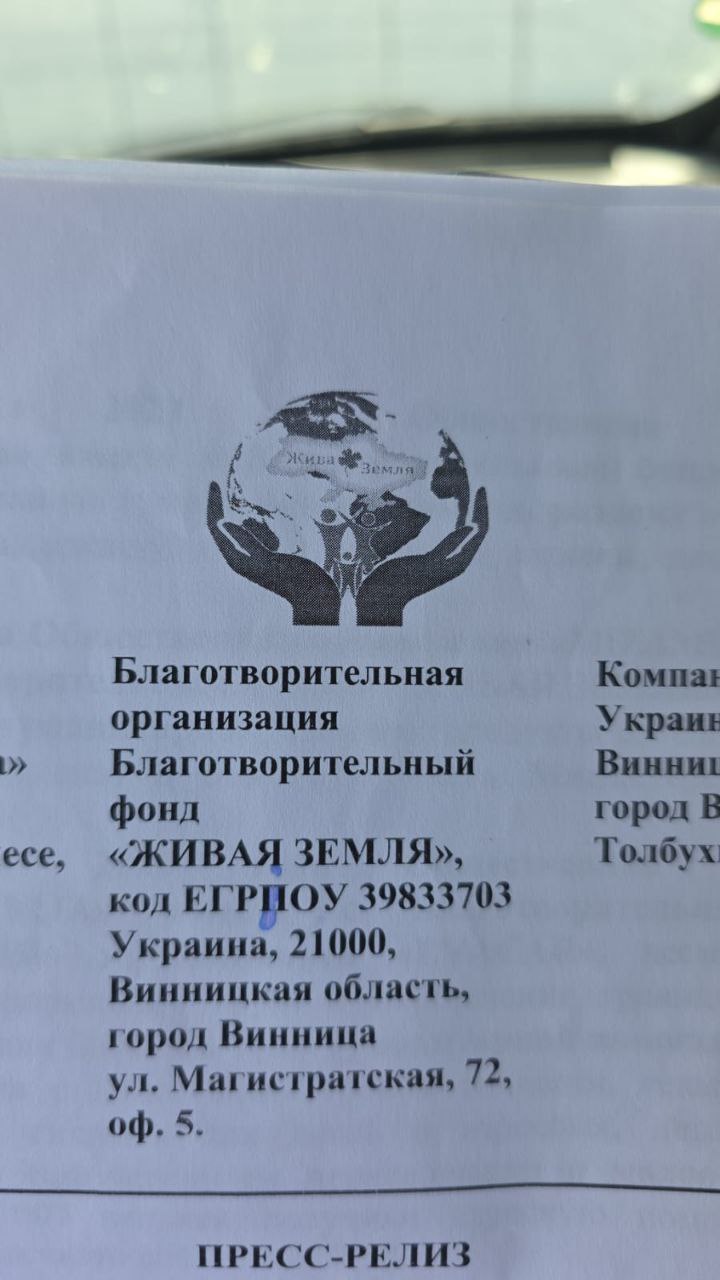 Жива Земля
Благотворительная
организация
Благотворительный
фонд
«ЖИВАЯ ЗЕМЛЯ»,
код ЕГРПОУ 39833703
Украина, 21000,
Винницкая область,
город Винница
ул. Магистратская, 72,
оф. 5.
а»
есе,
Компан
Украин
Винниц
город В
Толбух
ПРЕСС-РЕЛИЗ